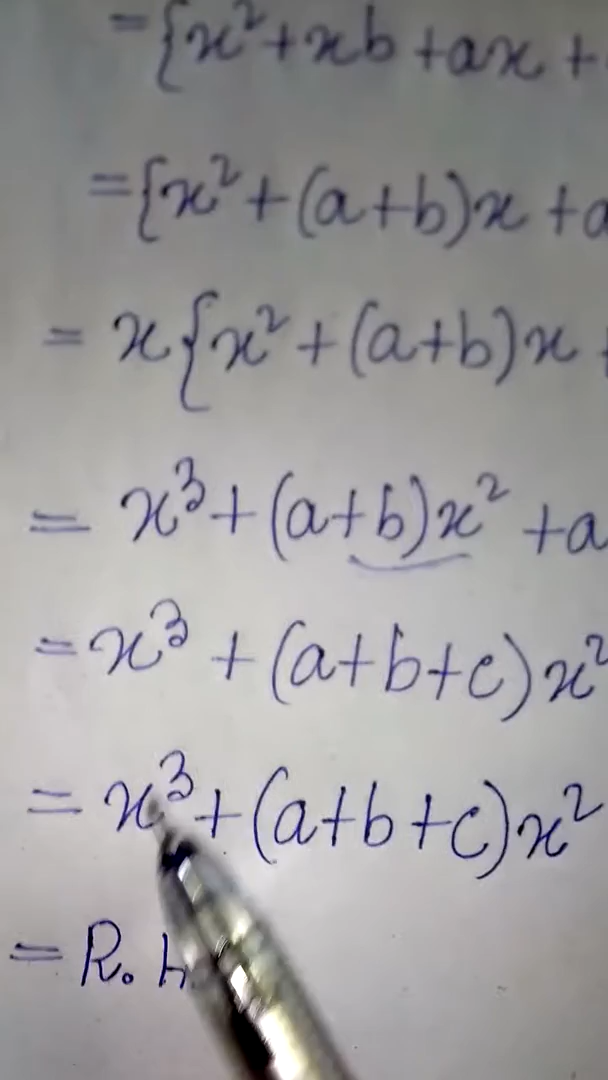 ={x²+xb+ax+
={x²+(a+b)x+a
= x{x²+(a+b)x
= x³+(a+b)x²+a
= x³+(a+b+c)x²
= x³+(a+b+c)x²
= R.H